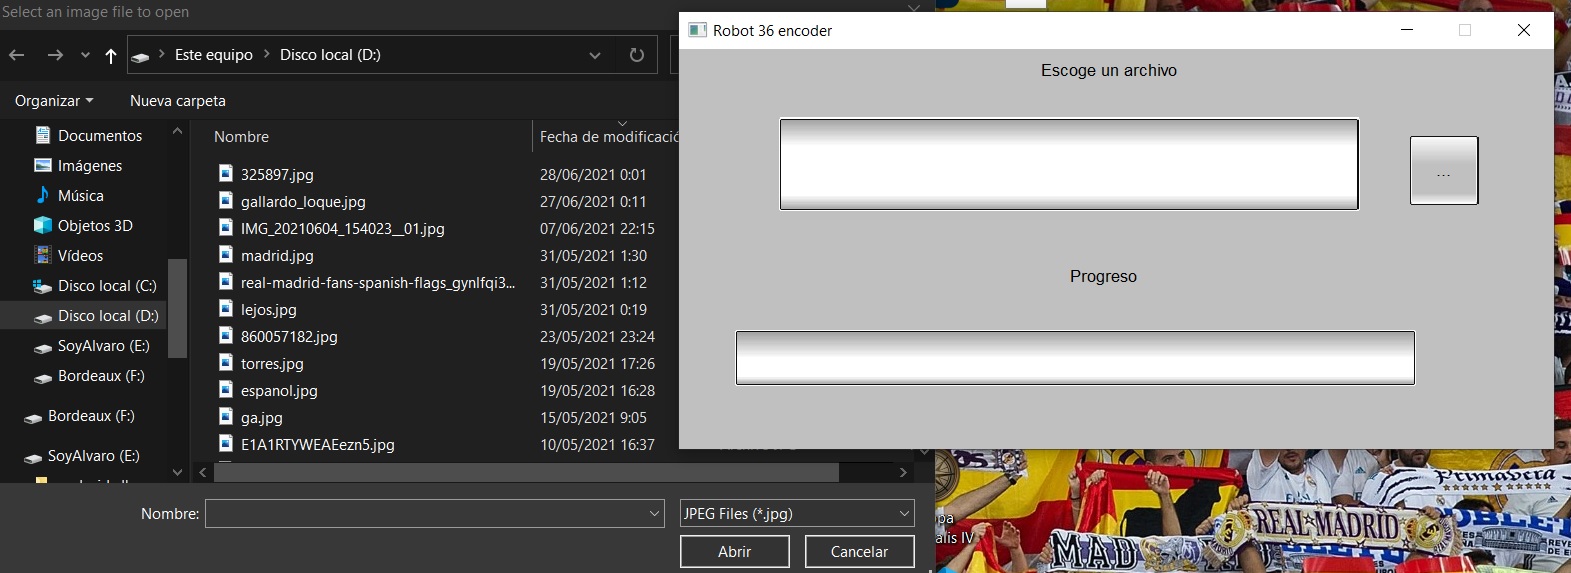 Select an image file to open
Este equipo
Disco local (D:)
Organizar
Nueva carpeta
Documentos
Imágenes
Música
Objetos 3D
Vídeos
Disco local (C:)
Disco local (D:)
SoyAlvaro (E:)
Bordeaux (F:)
Bordeaux (F:)
SoyAlvaro (E:)
Nombre
Fecha de modificació
325897.jpg
28/06/2021 0:01
gallardo_loque.jpg
27/06/2021 0:11
IMG_20210604_154023__01.jpg
07/06/2021 22:15
madrid.jpg
31/05/2021 1:30
real-madrid-fans-spanish-flags_gynlfqi3...
31/05/2021 1:12
lejos.jpg
31/05/2021 0:19
860057182.jpg
23/05/2021 23:24
torres.jpg
19/05/2021 17:26
espanol.jpg
19/05/2021 16:28
ga.jpg
15/05/2021 9:05
E1A1RTYWEAEezn5.jpg
10/05/2021 16:37
Nombre:
JPEG Files (*.jpg)
Abrir
Cancelar
Robot 36 encoder
Escoge un archivo
...
Progreso
pa
alis IV
Primavera
REAL MADRID
MAD